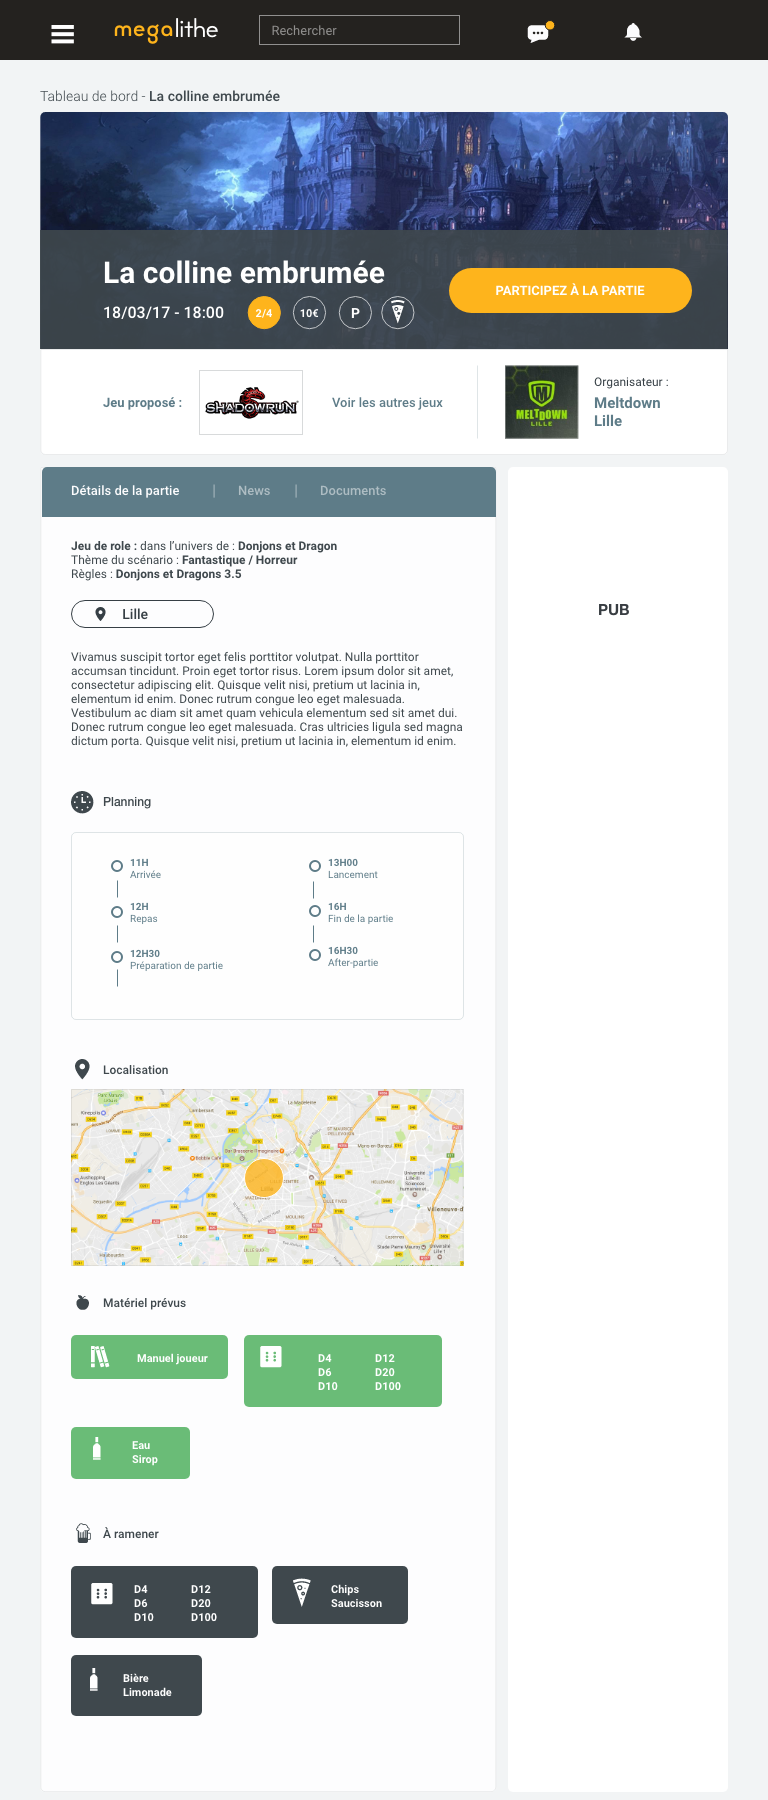 megalithe
Rechercher
Tableau de bord - La colline embrumée
La colline embrumée
18/03/17 - 18:00
2/4
10€
P
PARTICIPEZ À LA PARTIE
Jeu proposé :
SHADOWRUN
Voir les autres jeux
MELTDOWN
LILLE
Organisateur :
Meltdown
Lille
Détails de la partie | News | Documents
Jeu de role : dans l'univers de : Donjons et Dragon
Thème du scénario : Fantastique / Horreur
Règles : Donjons et Dragons 3.5
PUB
Lille
Vivamus suscipit tortor eget felis porttitor volutpat. Nulla porttitor
accumsan tincidunt. Proin eget tortor risus. Lorem ipsum dolor sit amet,
consectetur adipiscing elit. Quisque velit nisi, pretium ut lacinia in,
elementum id enim. Donec rutrum congue leo eget malesuada.
Vestibulum ac diam sit amet quam vehicula elementum sed sit amet dui.
Donec rutrum congue leo eget malesuada. Cras ultricies ligula sed magna
dictum porta. Quisque velit nisi, pretium ut lacinia in, elementum id enim.
Planning
11H
Arrivée
12H
Repas
12H30
Préparation de partie
13H00
Lancement
16H
Fin de la partie
16H30
After-partie
Localisation
Kinepolis
Lambersart
La Madeleine
Mons en Baroeul
HELLEMMES
Villeneuve-d
MOULINS
Loos
Lezennes
Matériel prévus
Manuel joueur
D4
D6
D10
D12
D20
D100
Eau
Sirop
À ramener
D4
D6
D10
D12
D20
D100
Chips
Saucisson
Bière
Limonade